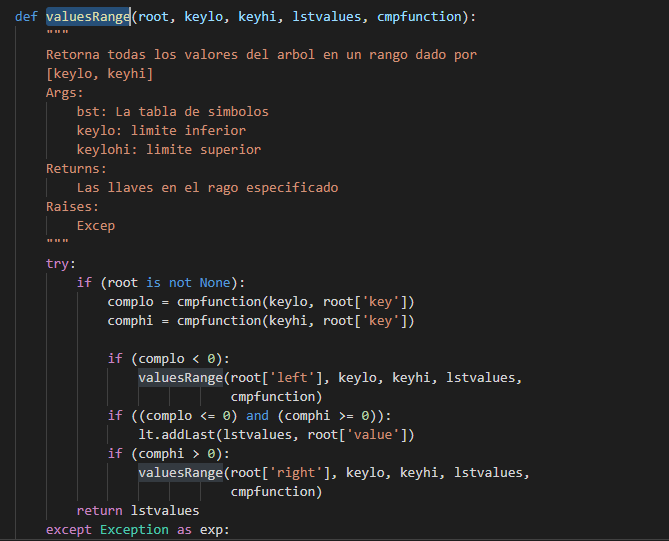 def valuesRange(root, keylo, keyhi, lstvalues, cmpfunction):
    """
    Retorna todas los valores del arbol en un rango dado por
    [keylo, keyhi]
    Args:
        bst: La tabla de simbolos
        keylo: limite inferior
        keylohi: limite superior
    Returns:
        Las llaves en el rago especificado
    Raises:
        Excep
    """
    try:
        if (root is not None):
            complo = cmpfunction(keylo, root['key'])
            comphi = cmpfunction(keyhi, root['key'])

            if (complo < 0):
                valuesRange(root['left'], keylo, keyhi, lstvalues,
                            cmpfunction)
            if ((complo <= 0) and (comphi >= 0)):
                lt.addLast(lstvalues, root['value'])
            if (comphi > 0):
                valuesRange(root['right'], keylo, keyhi, lstvalues,
                            cmpfunction)
        return lstvalues
    except Exception as exp: